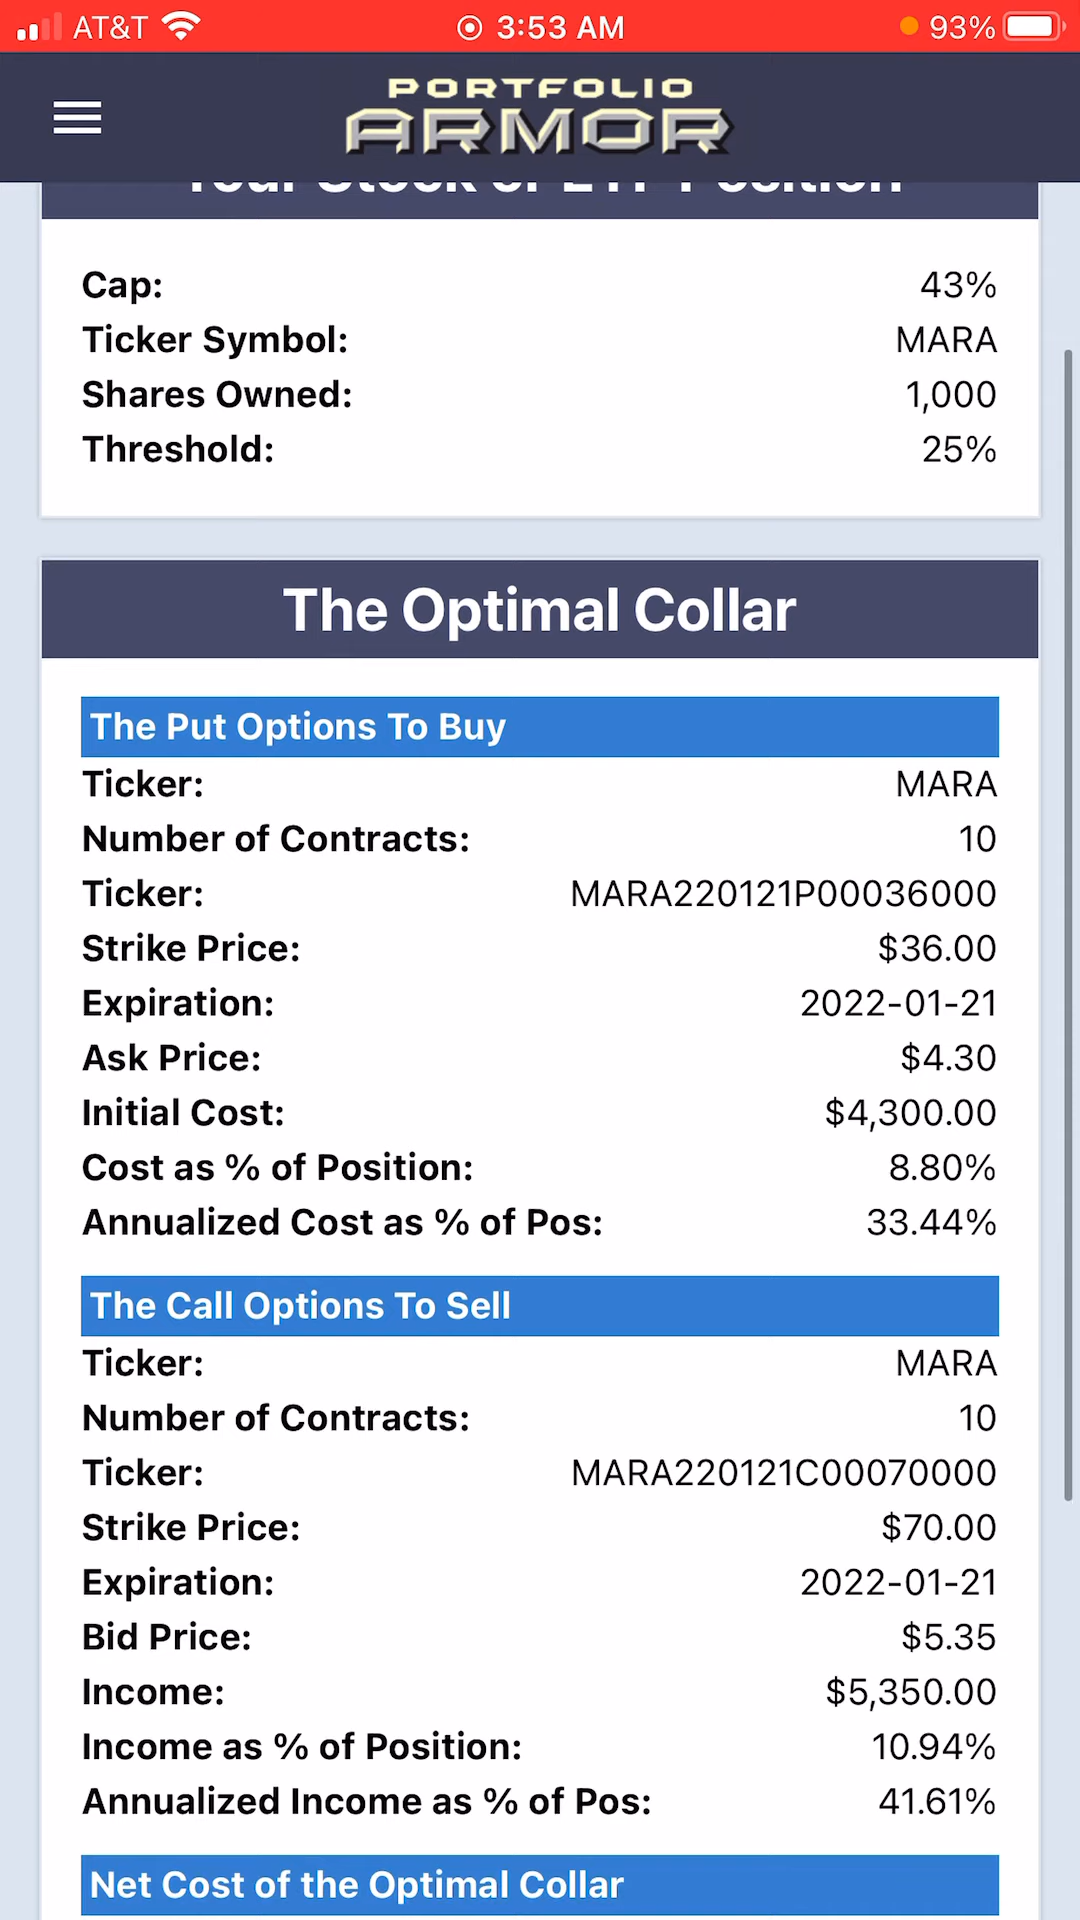 AT&T 3:53 AM 93%
PORTFOLIO
ARMOR
Your Stock or ETF Position
Cap: 43%
Ticker Symbol: MARA
Shares Owned: 1,000
Threshold: 25%
The Optimal Collar
The Put Options To Buy
Ticker: MARA
Number of Contracts: 10
Ticker: MARA220121P00036000
Strike Price: $36.00
Expiration: 2022-01-21
Ask Price: $4.30
Initial Cost: $4,300.00
Cost as % of Position: 8.80%
Annualized Cost as % of Pos: 33.44%
The Call Options To Sell
Ticker: MARA
Number of Contracts: 10
Ticker: MARA220121C00070000
Strike Price: $70.00
Expiration: 2022-01-21
Bid Price: $5.35
Income: $5,350.00
Income as % of Position: 10.94%
Annualized Income as % of Pos: 41.61%
Net Cost of the Optimal Collar